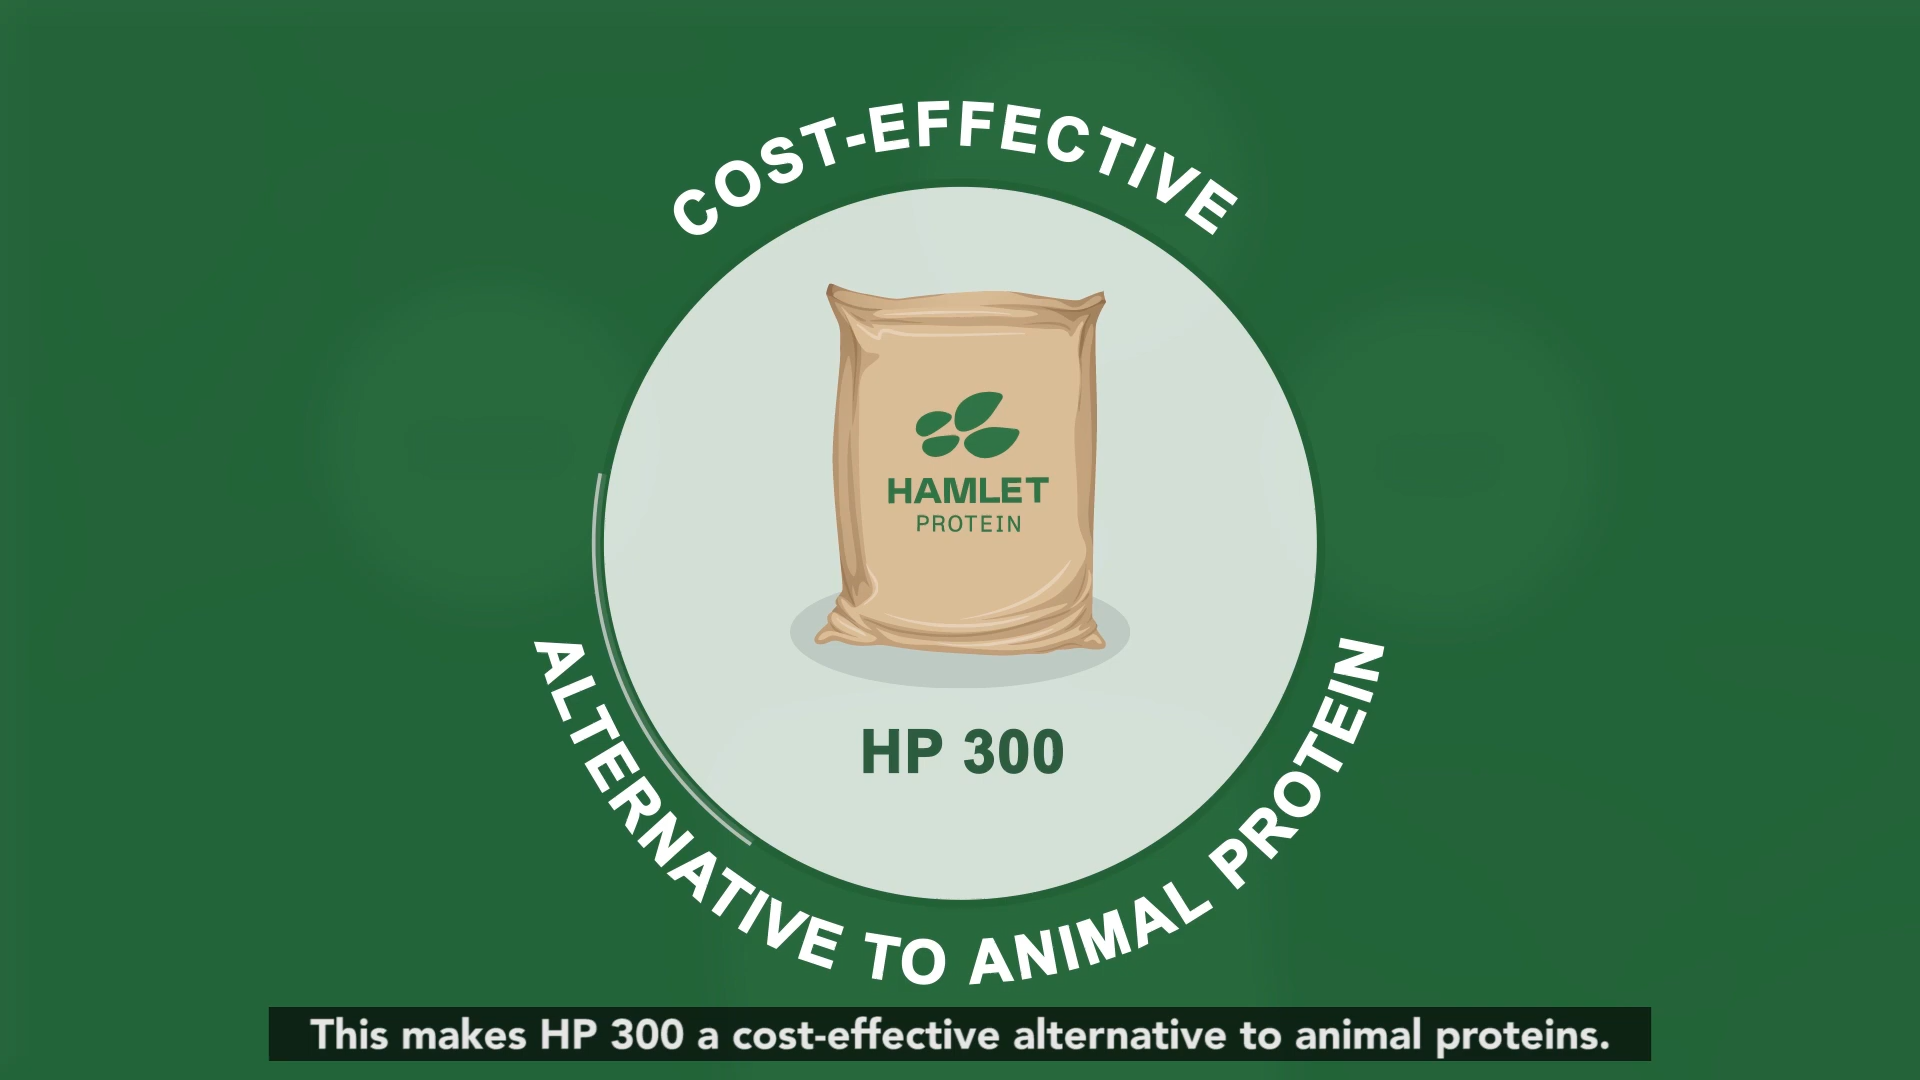 COST-EFFECTIVE
HAMLET
PROTEIN
HP 300
ALTERNATIVE TO ANIMAL PROTEIN
This makes HP 300 a cost-effective alternative to animal proteins.